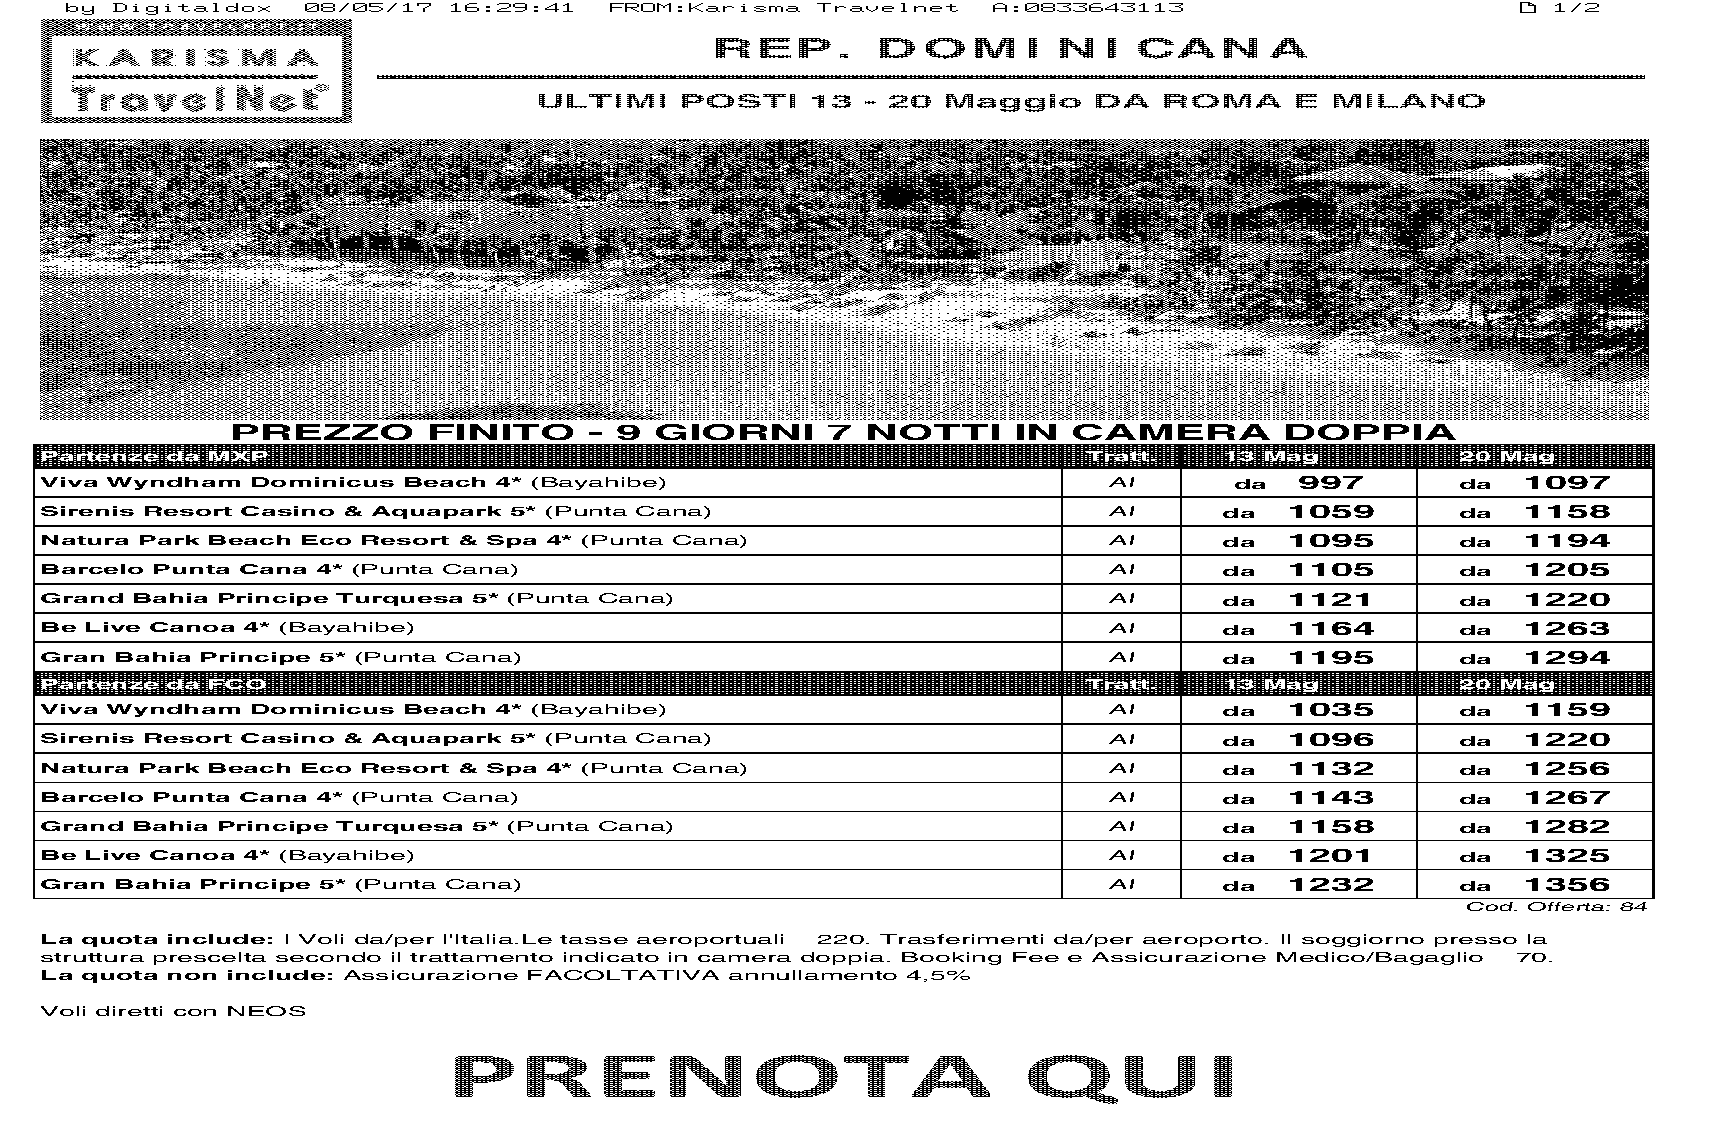 by Digitaldox 08/05/17 16:29:41 FROM:Karisma Travelnet A:0833643113 1/2
KARISMA
TravelNet®
REP. DOMINICANA
ULTIMI POSTI 13 - 20 Maggio DA ROMA E MILANO
PREZZO FINITO - 9 GIORNI 7 NOTTI IN CAMERA DOPPIA
Partenze da MXP Tratt. 13 Mag 20 Mag
Viva Wyndham Dominicus Beach 4* (Bayahibe) AI da 997 da 1097
Sirenis Resort Casino & Aquapark 5* (Punta Cana) AI da 1059 da 1158
Natura Park Beach Eco Resort & Spa 4* (Punta Cana) AI da 1095 da 1194
Barcelo Punta Cana 4* (Punta Cana) AI da 1105 da 1205
Grand Bahia Principe Turquesa 5* (Punta Cana) AI da 1121 da 1220
Be Live Canoa 4* (Bayahibe) AI da 1164 da 1263
Gran Bahia Principe 5* (Punta Cana) AI da 1195 da 1294
Partenze da FCO Tratt. 13 Mag 20 Mag
Viva Wyndham Dominicus Beach 4* (Bayahibe) AI da 1035 da 1159
Sirenis Resort Casino & Aquapark 5* (Punta Cana) AI da 1096 da 1220
Natura Park Beach Eco Resort & Spa 4* (Punta Cana) AI da 1132 da 1256
Barcelo Punta Cana 4* (Punta Cana) AI da 1143 da 1267
Grand Bahia Principe Turquesa 5* (Punta Cana) AI da 1158 da 1282
Be Live Canoa 4* (Bayahibe) AI da 1201 da 1325
Gran Bahia Principe 5* (Punta Cana) AI da 1232 da 1356
Cod. Offerta: 84
La quota include: I Voli da/per l'Italia.Le tasse aeroportuali 220. Trasferimenti da/per aeroporto. Il soggiorno presso la
struttura prescelta secondo il trattamento indicato in camera doppia. Booking Fee e Assicurazione Medico/Bagaglio 70.
La quota non include: Assicurazione FACOLTATIVA annullamento 4,5%
Voli diretti con NEOS
PRENOTA QUI